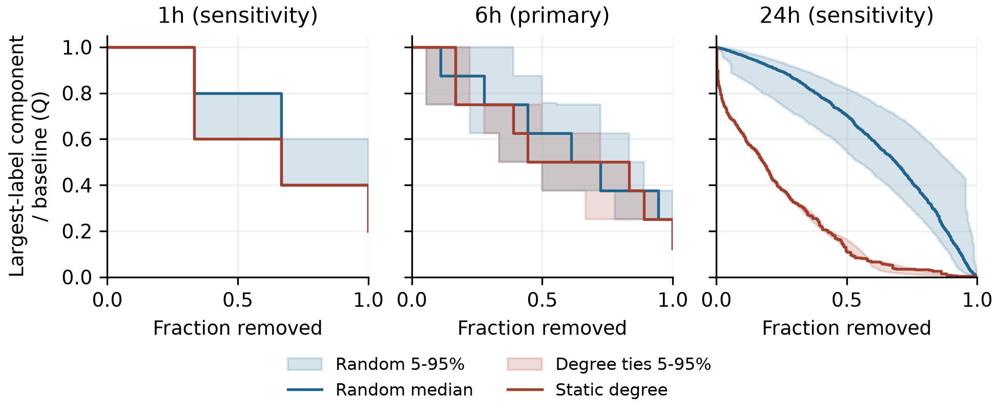 1h (sensitivity)
6h (primary)
24h (sensitivity)
Largest-label component
/ baseline (Q)
1.0
0.8
0.6
0.4
0.2
0.0
0.0 0.5 1.0
0.0 0.5 1.0
0.0 0.5 1.0
Fraction removed
Fraction removed
Fraction removed
Random 5-95%
Random median
Degree ties 5-95%
Static degree